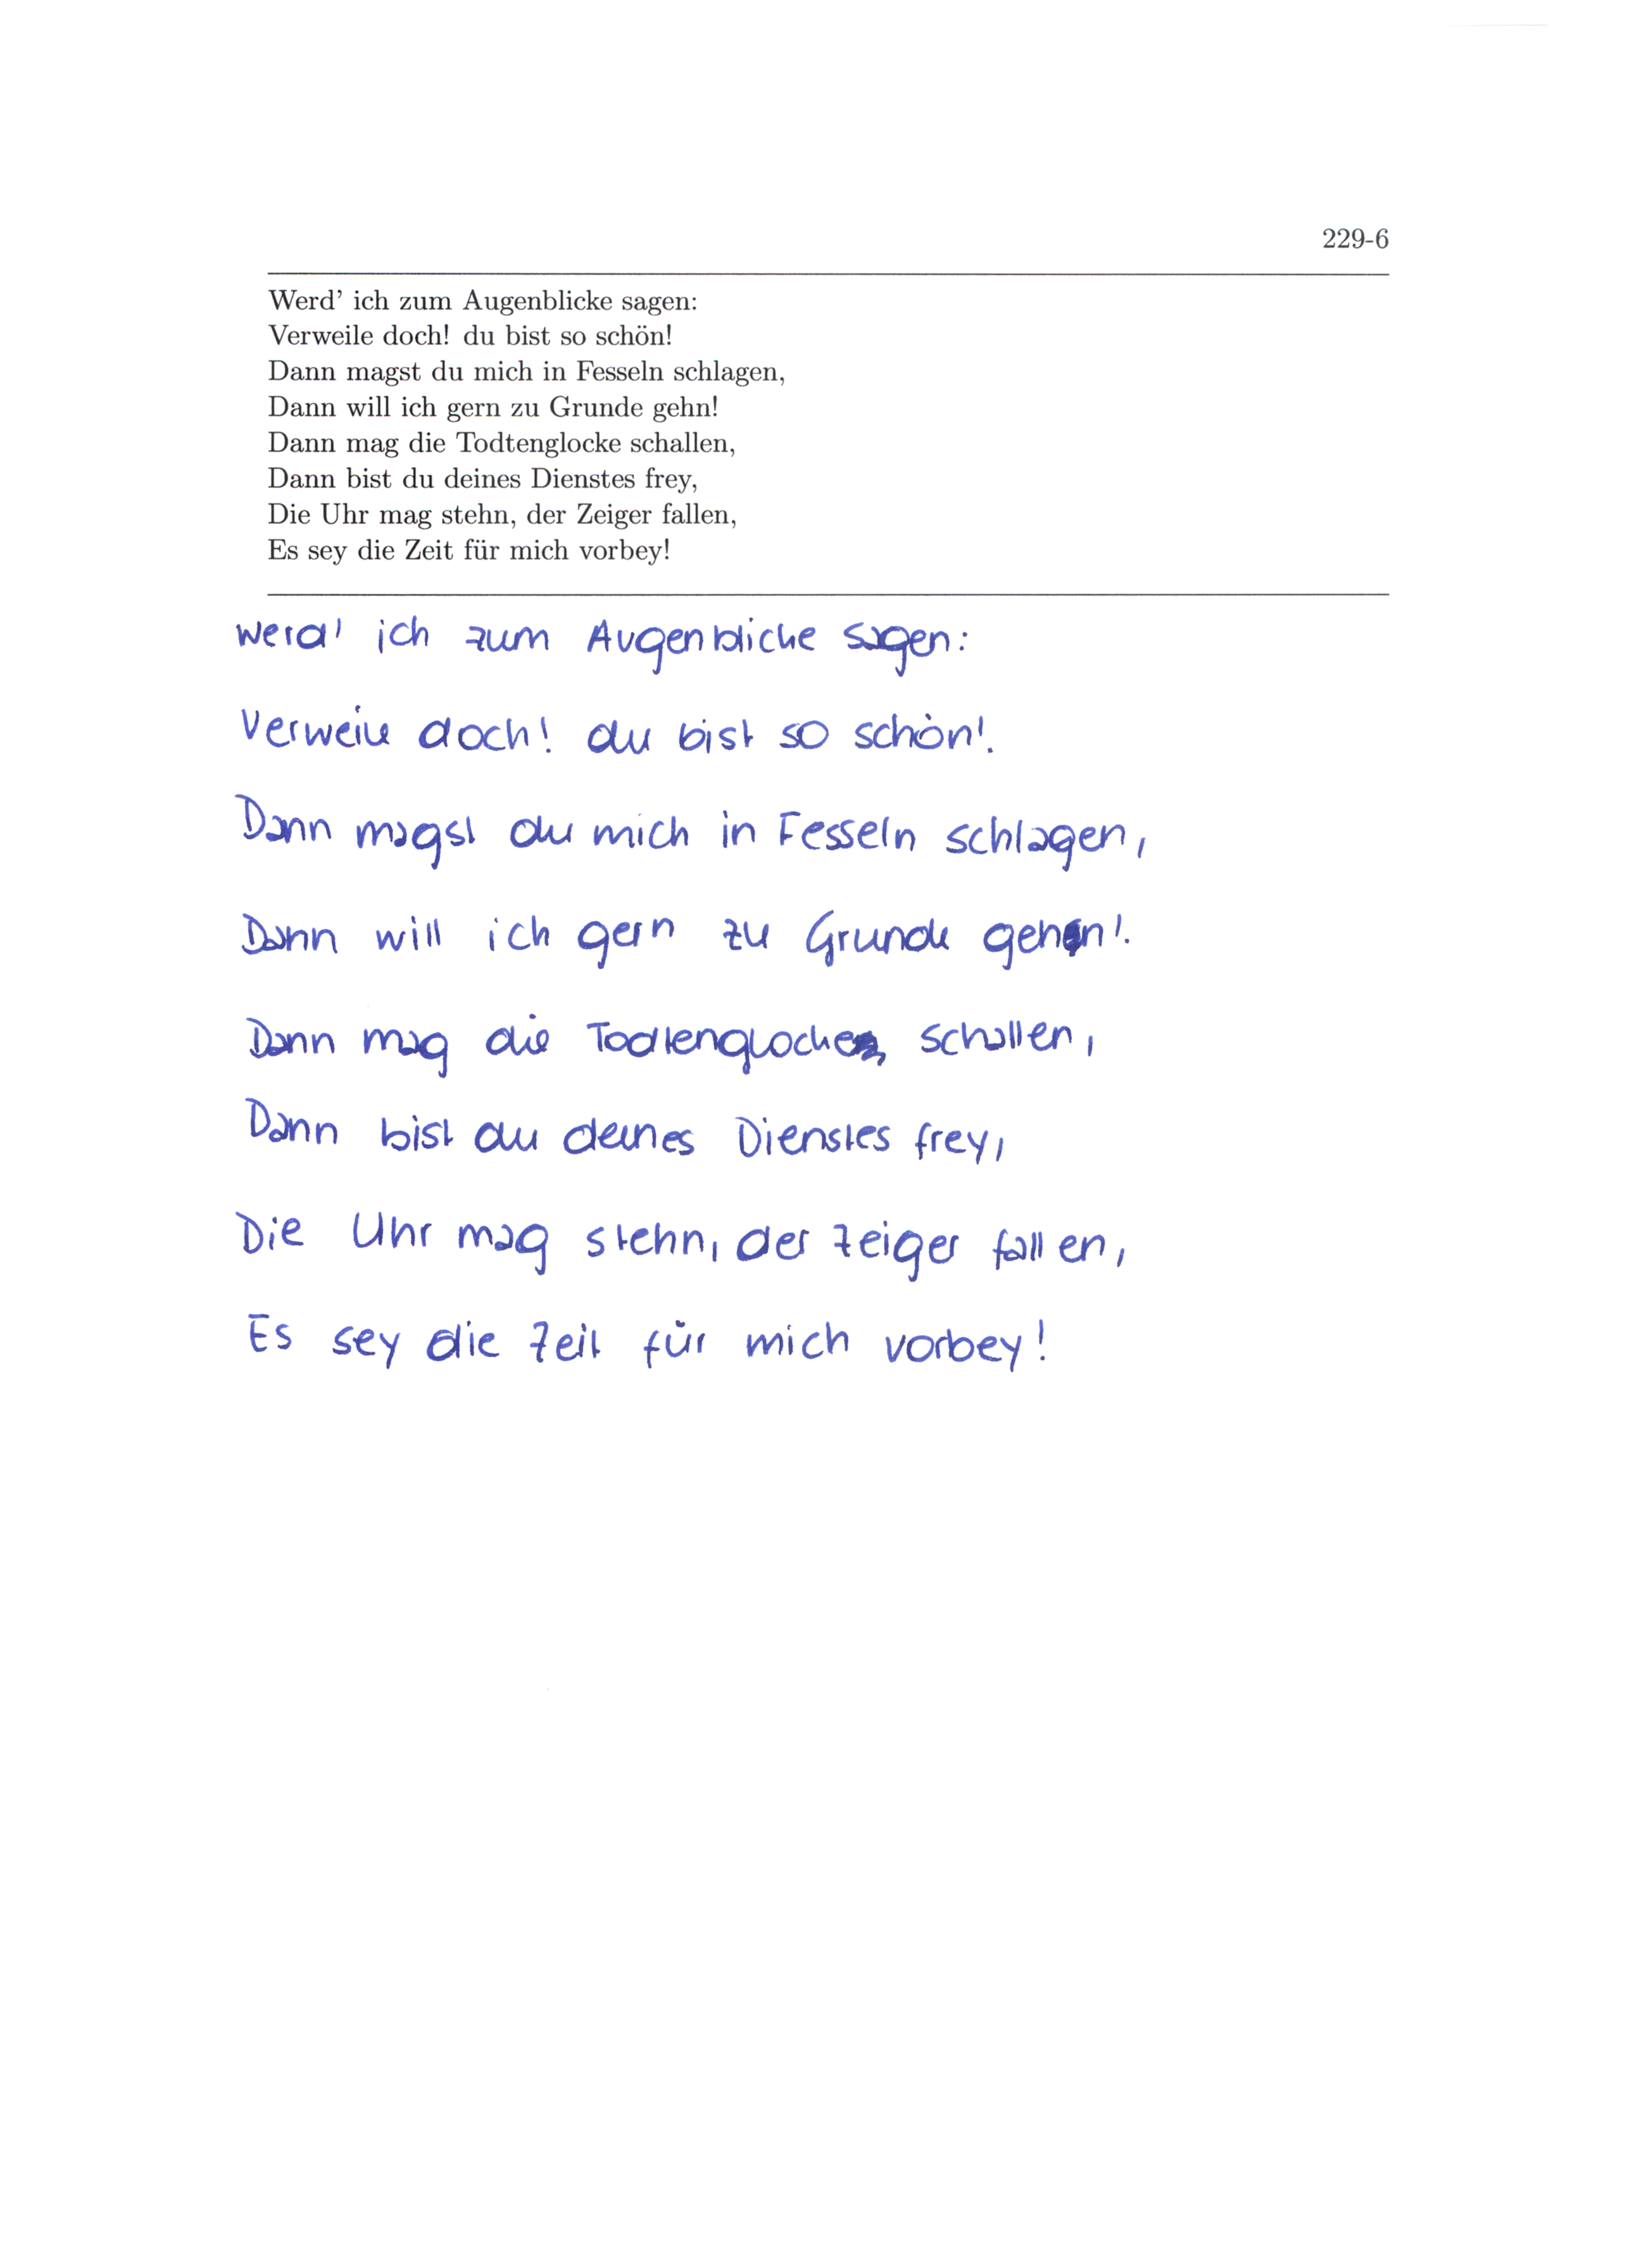 229-6
Werd' ich zum Augenblicke sagen:
Verweile doch! du bist so schön!
Dann magst du mich in Fesseln schlagen,
Dann will ich gern zu Grunde gehn!
Dann mag die Todtenglocke schallen,
Dann bist du deines Dienstes frey,
Die Uhr mag stehn, der Zeiger fallen,
Es sey die Zeit für mich vorbey!
Werd' ich zum Augenblicke sagen:
Verweile doch! du bist so schön!
Dann magst du mich in Fesseln schlagen,
Dann will ich gern zu Grunde gehn!
Dann mag die Todtenglocke schallen,
Dann bist du deines Dienstes frey,
Die Uhr mag stehn, der Zeiger fallen,
Es sey die Zeit für mich vorbey!